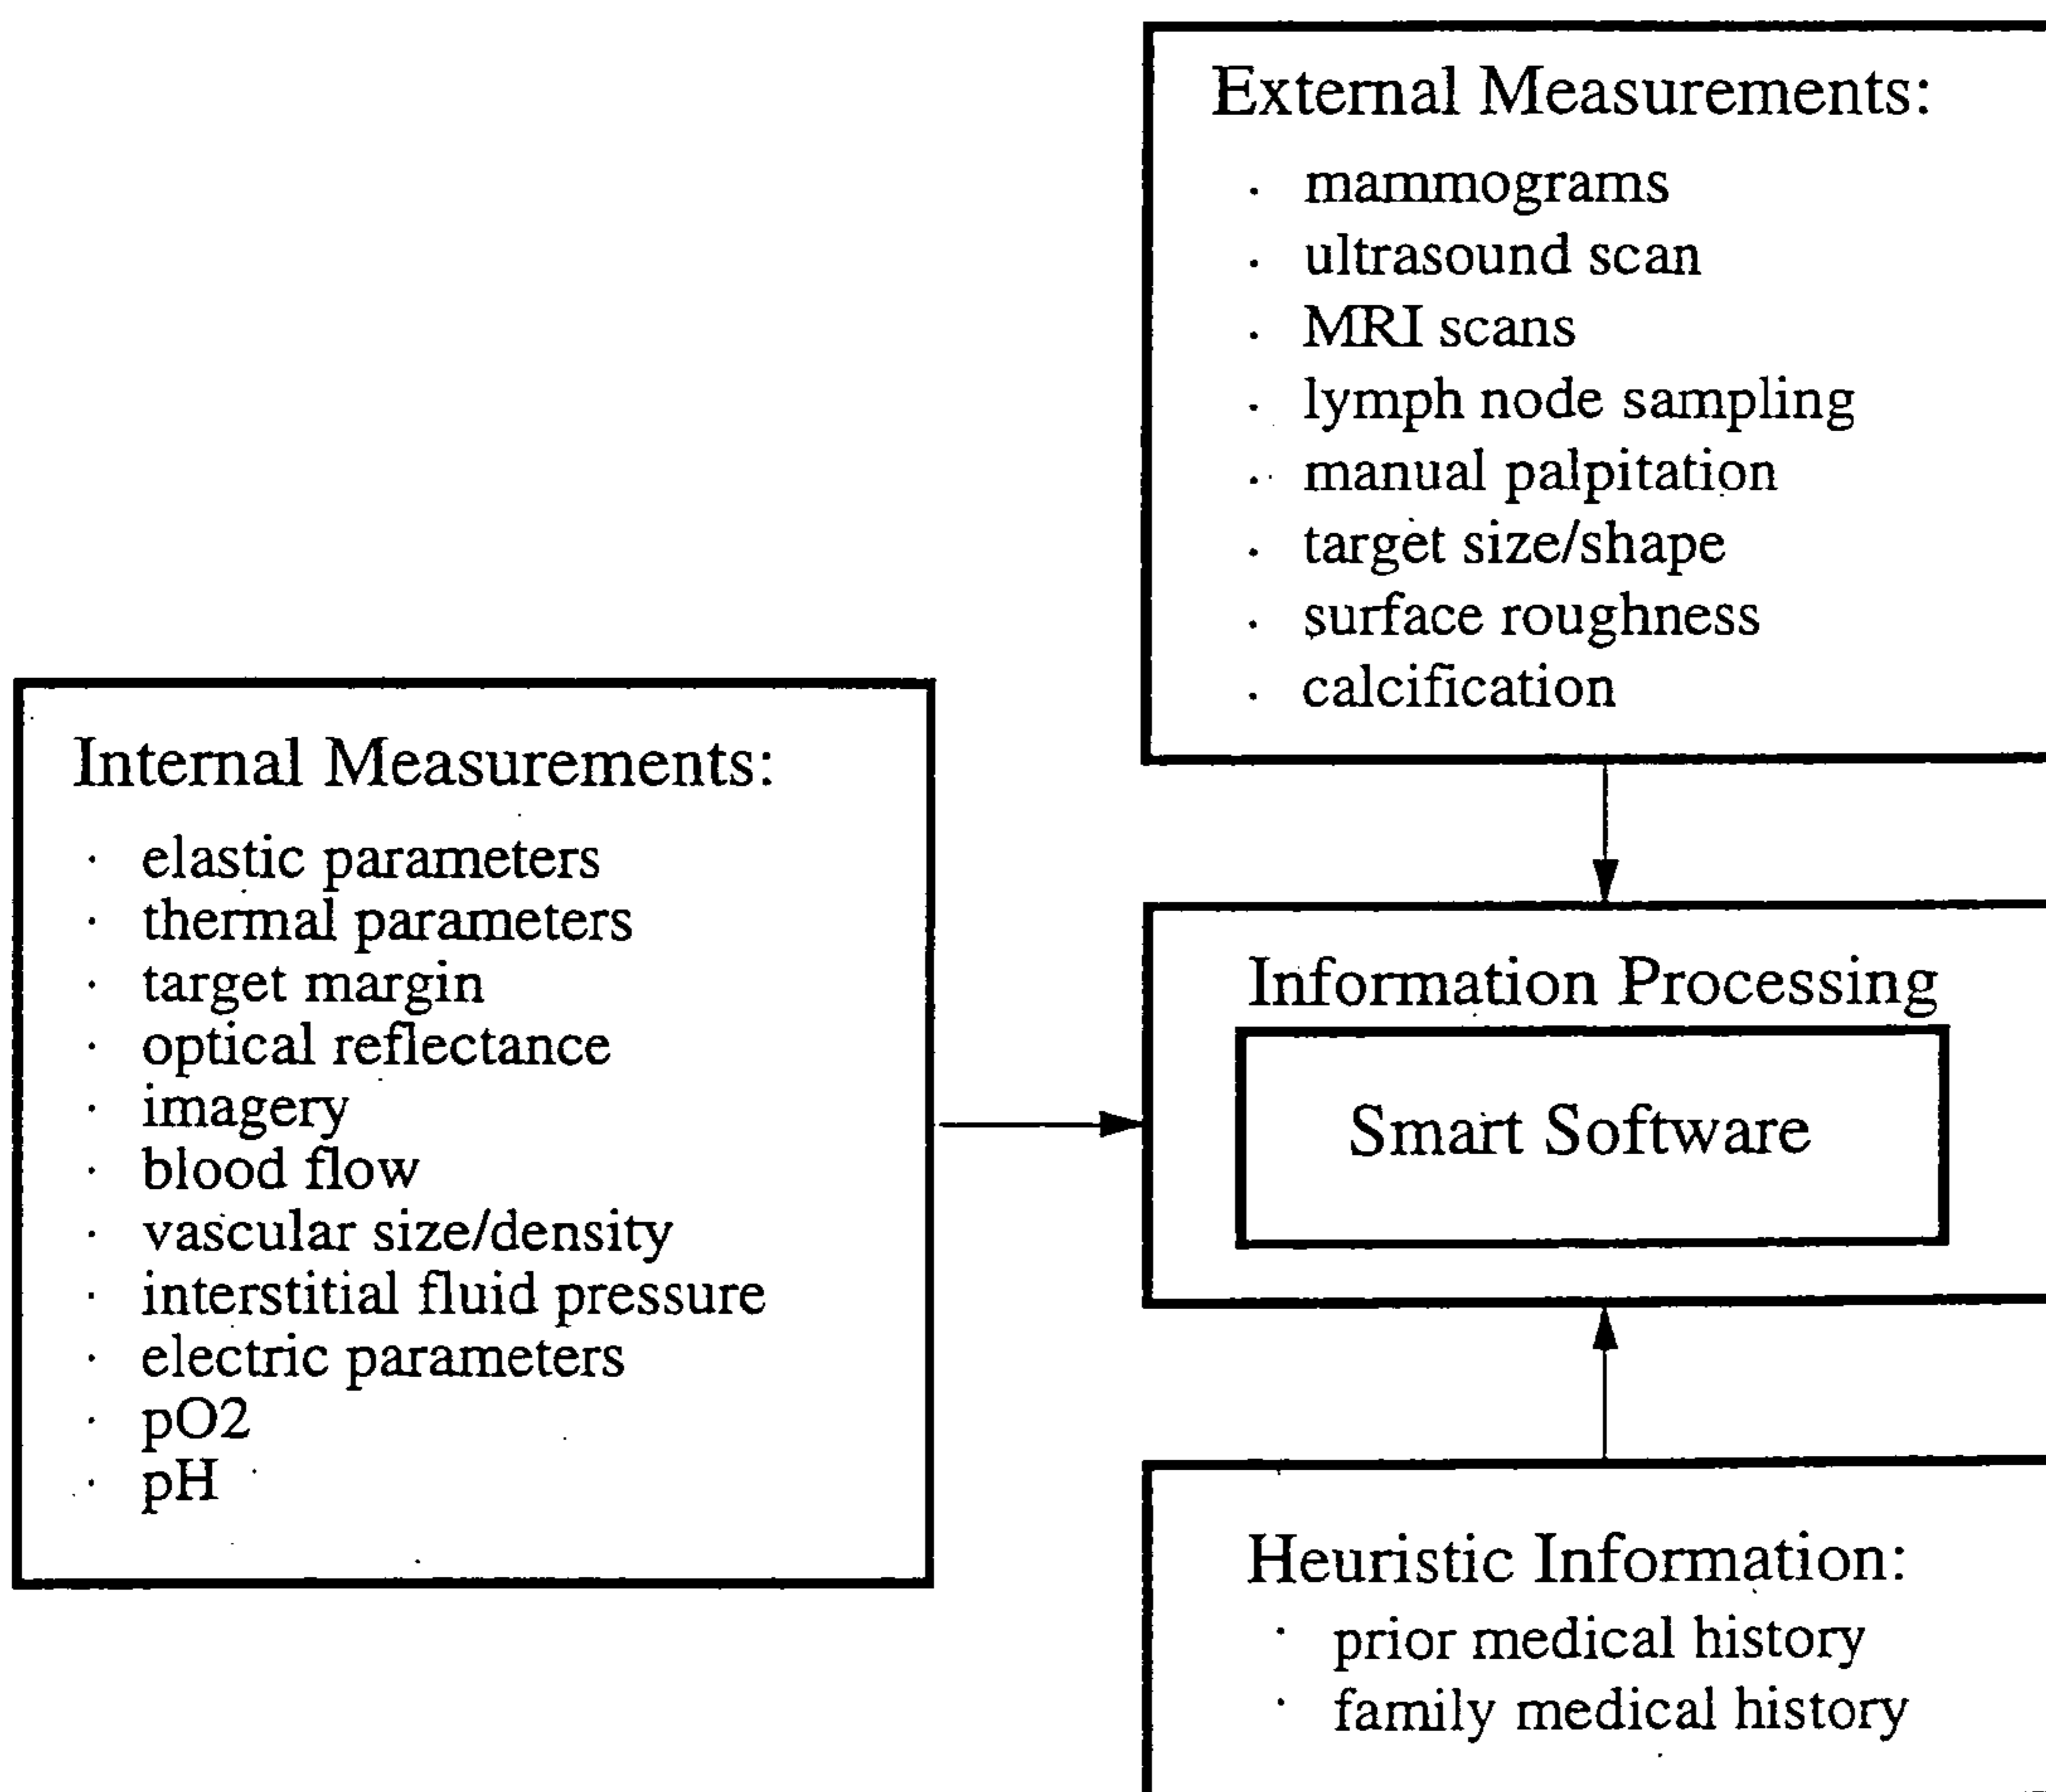 External Measurements:
· mammograms
· ultrasound scan
· MRI scans
· lymph node sampling
· manual palpitation
· target size/shape
· surface roughness
· calcification
Internal Measurements:
· elastic parameters
· thermal parameters
· target margin
· optical reflectance
· imagery
· blood flow
· vascular size/density
· interstitial fluid pressure
· electric parameters
· pO2
· pH
Information Processing
Smart Software
Heuristic Information:
· prior medical history
· family medical history